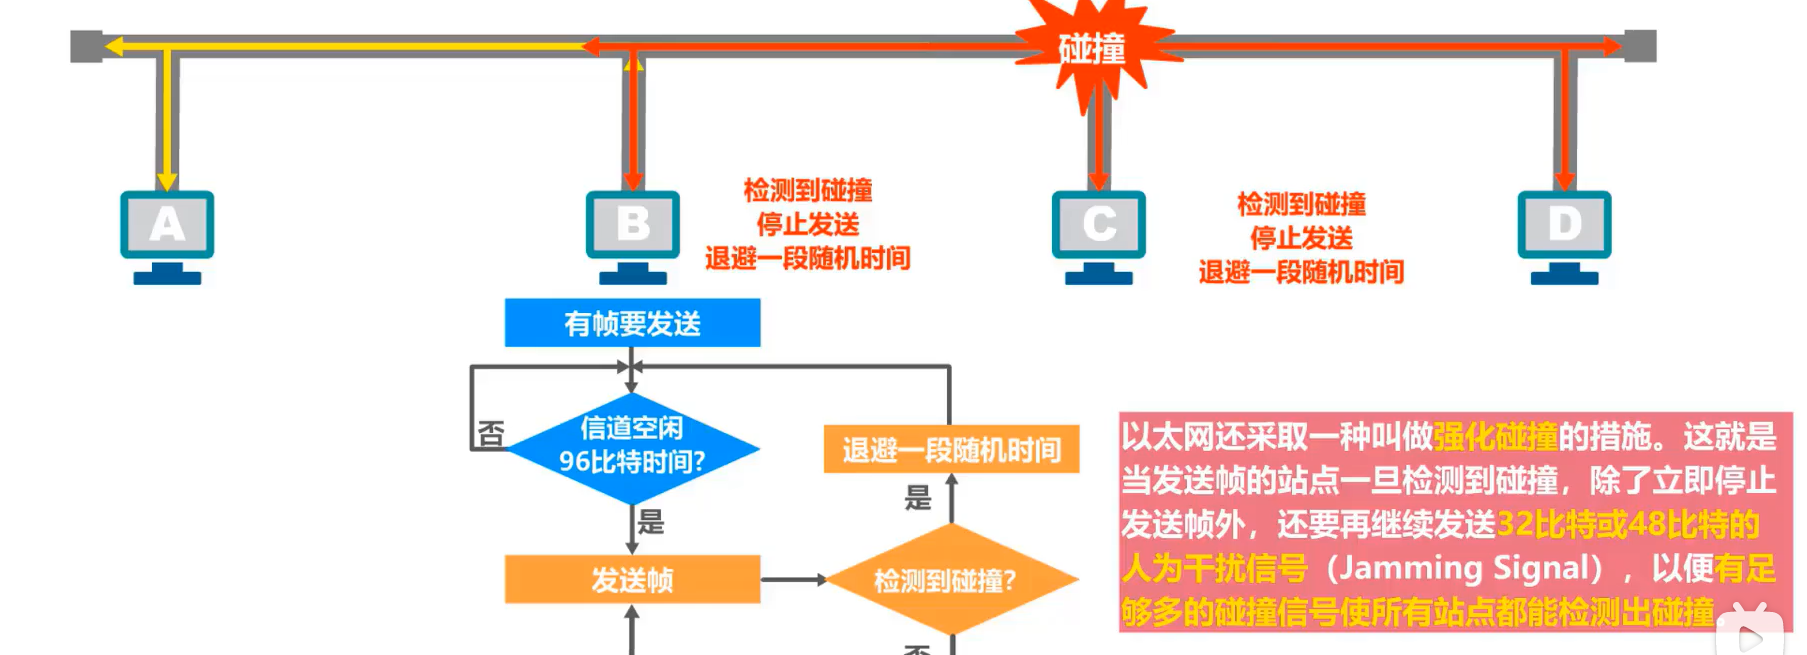 碰撞
A
B
C
D
检测到碰撞
停止发送
退避一段随机时间
检测到碰撞
停止发送
退避一段随机时间
有帧要发送
信道空闲
96比特时间?
否
是
发送帧
检测到碰撞?
是
退避一段随机时间
否
以太网还采取一种叫做强化碰撞的措施。这就是
当发送帧的站点一旦检测到碰撞，除了立即停止
发送帧外，还要再继续发送32比特或48比特的
人为干扰信号（Jamming Signal），以便有足
够多的碰撞信号使所有站点都能检测出碰撞。